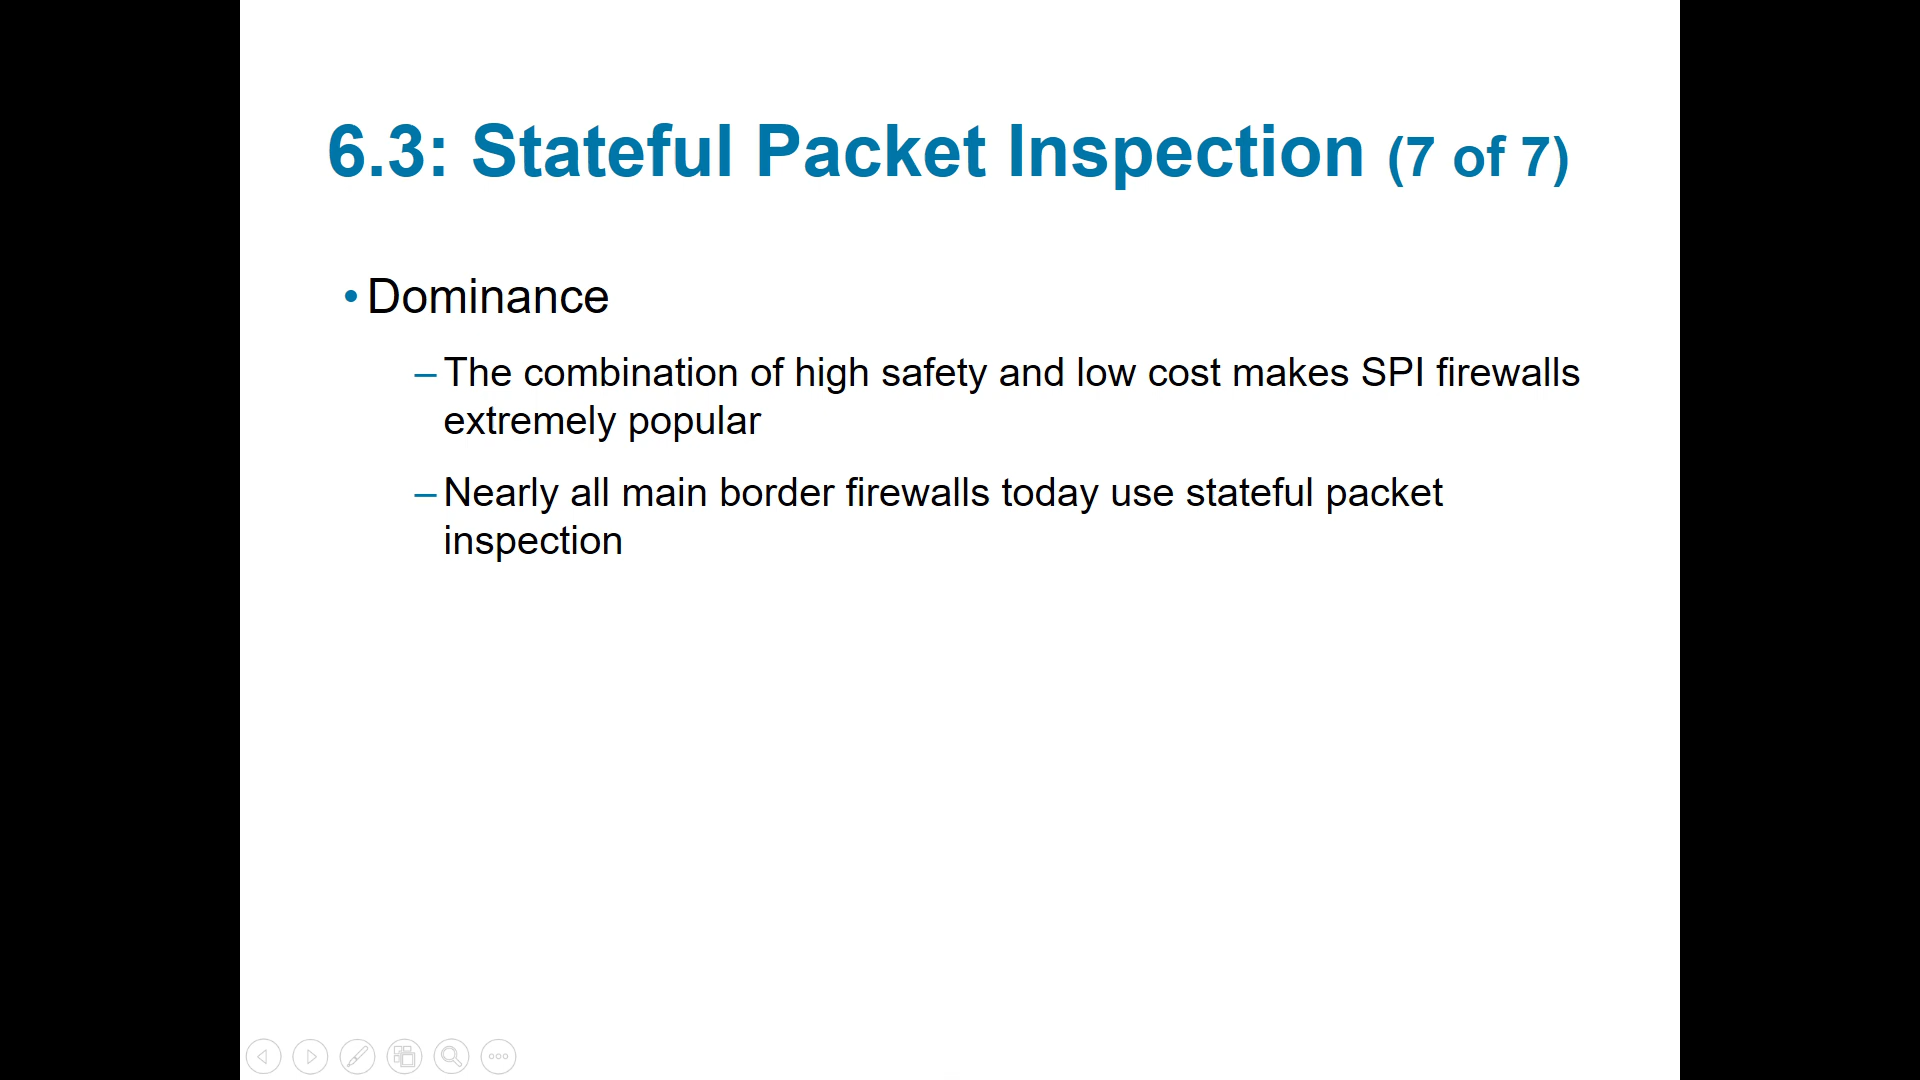 6.3: Stateful Packet Inspection (7 of 7)
• Dominance
– The combination of high safety and low cost makes SPI firewalls
extremely popular
– Nearly all main border firewalls today use stateful packet
inspection